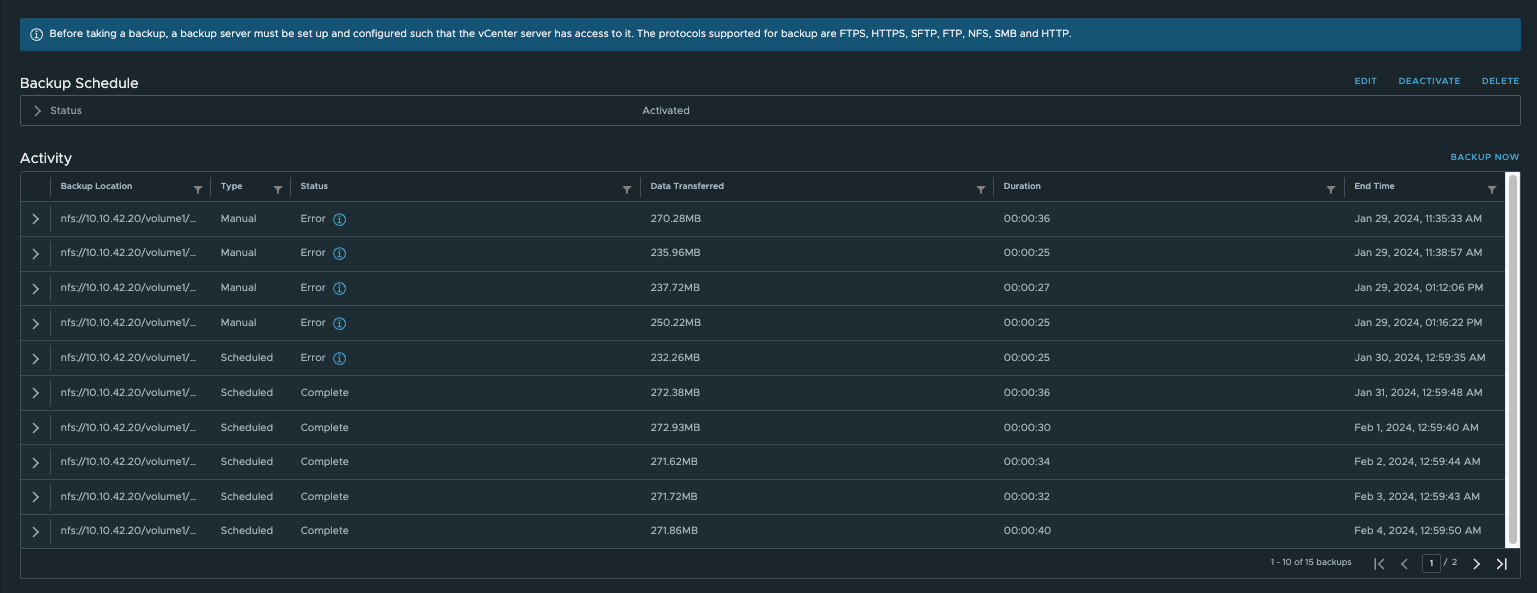 Before taking a backup, a backup server must be set up and configured such that the vCenter server has access to it. The protocols supported for backup are FTPS, HTTPS, SFTP, FTP, NFS, SMB and HTTP.
Backup Schedule EDIT DEACTIVATE DELETE
Status Activated
Activity BACKUP NOW
Backup Location Type Status Data Transferred Duration End Time
nfs://10.10.42.20/volume1/... Manual Error 270.28MB 00:00:36 Jan 29, 2024, 11:35:33 AM
nfs://10.10.42.20/volume1/... Manual Error 235.96MB 00:00:25 Jan 29, 2024, 11:38:57 AM
nfs://10.10.42.20/volume1/... Manual Error 237.72MB 00:00:27 Jan 29, 2024, 01:12:06 PM
nfs://10.10.42.20/volume1/... Manual Error 250.22MB 00:00:25 Jan 29, 2024, 01:16:22 PM
nfs://10.10.42.20/volume1/... Scheduled Error 232.26MB 00:00:25 Jan 30, 2024, 12:59:35 AM
nfs://10.10.42.20/volume1/... Scheduled Complete 272.38MB 00:00:36 Jan 31, 2024, 12:59:48 AM
nfs://10.10.42.20/volume1/... Scheduled Complete 272.93MB 00:00:30 Feb 1, 2024, 12:59:40 AM
nfs://10.10.42.20/volume1/... Scheduled Complete 271.62MB 00:00:34 Feb 2, 2024, 12:59:44 AM
nfs://10.10.42.20/volume1/... Scheduled Complete 271.72MB 00:00:32 Feb 3, 2024, 12:59:43 AM
nfs://10.10.42.20/volume1/... Scheduled Complete 271.86MB 00:00:40 Feb 4, 2024, 12:59:50 AM
1 - 10 of 15 backups 1 / 2